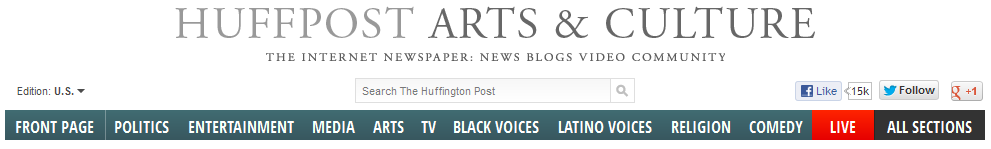 HUFFPOST ARTS & CULTURE
THE INTERNET NEWSPAPER: NEWS BLOGS VIDEO COMMUNITY
Edition: U.S. Search The Huffington Post Like 15k Follow g +1
FRONT PAGE POLITICS ENTERTAINMENT MEDIA ARTS TV BLACK VOICES LATINO VOICES RELIGION COMEDY LIVE ALL SECTIONS